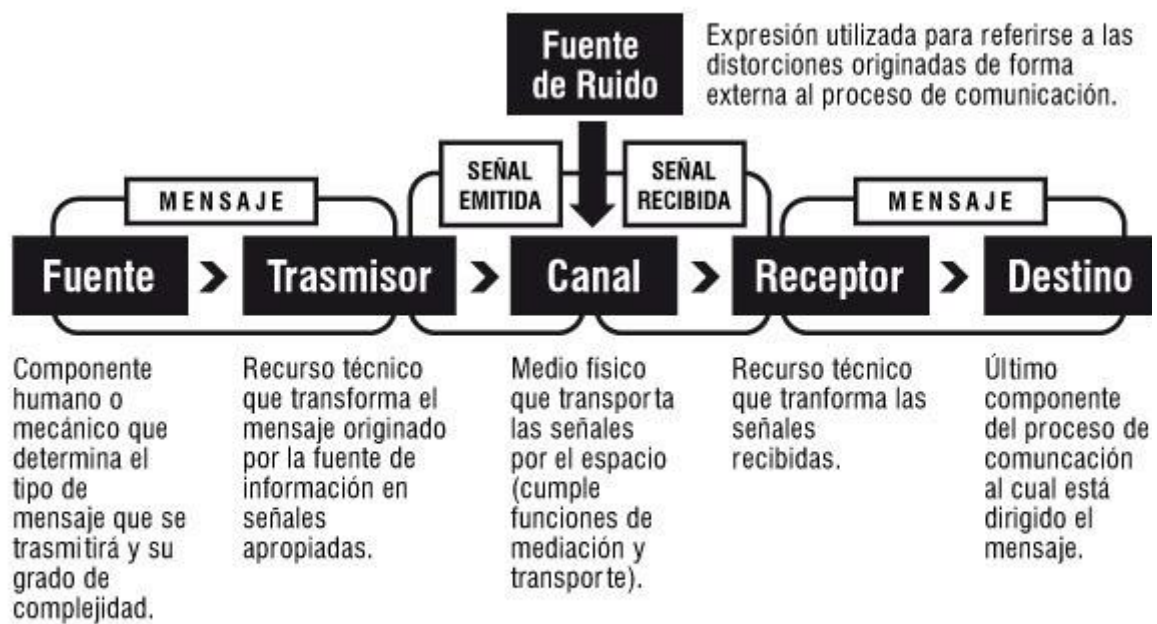 Fuente
de Ruido
Expresión utilizada para referirse a las
distorciones originadas de forma
externa al proceso de comunicación.
MENSAJE
SEÑAL
EMITIDA
SEÑAL
RECIBIDA
MENSAJE
Fuente
Trasmisor
Canal
Receptor
Destino
Componente
humano o
mecánico que
determina el
tipo de
mensaje que se
trasmitirá y su
grado de
complejidad.
Recurso técnico
que transforma el
mensaje originado
por la fuente de
información en
señales
apropiadas.
Medio físico
que transporta
las señales
por el espacio
(cumple
funciones de
mediación y
transporte).
Recurso técnico
que tranforma las
señales
recibidas.
Último
componente
del proceso de
comuncación
al cual está
dirigido el
mensaje.